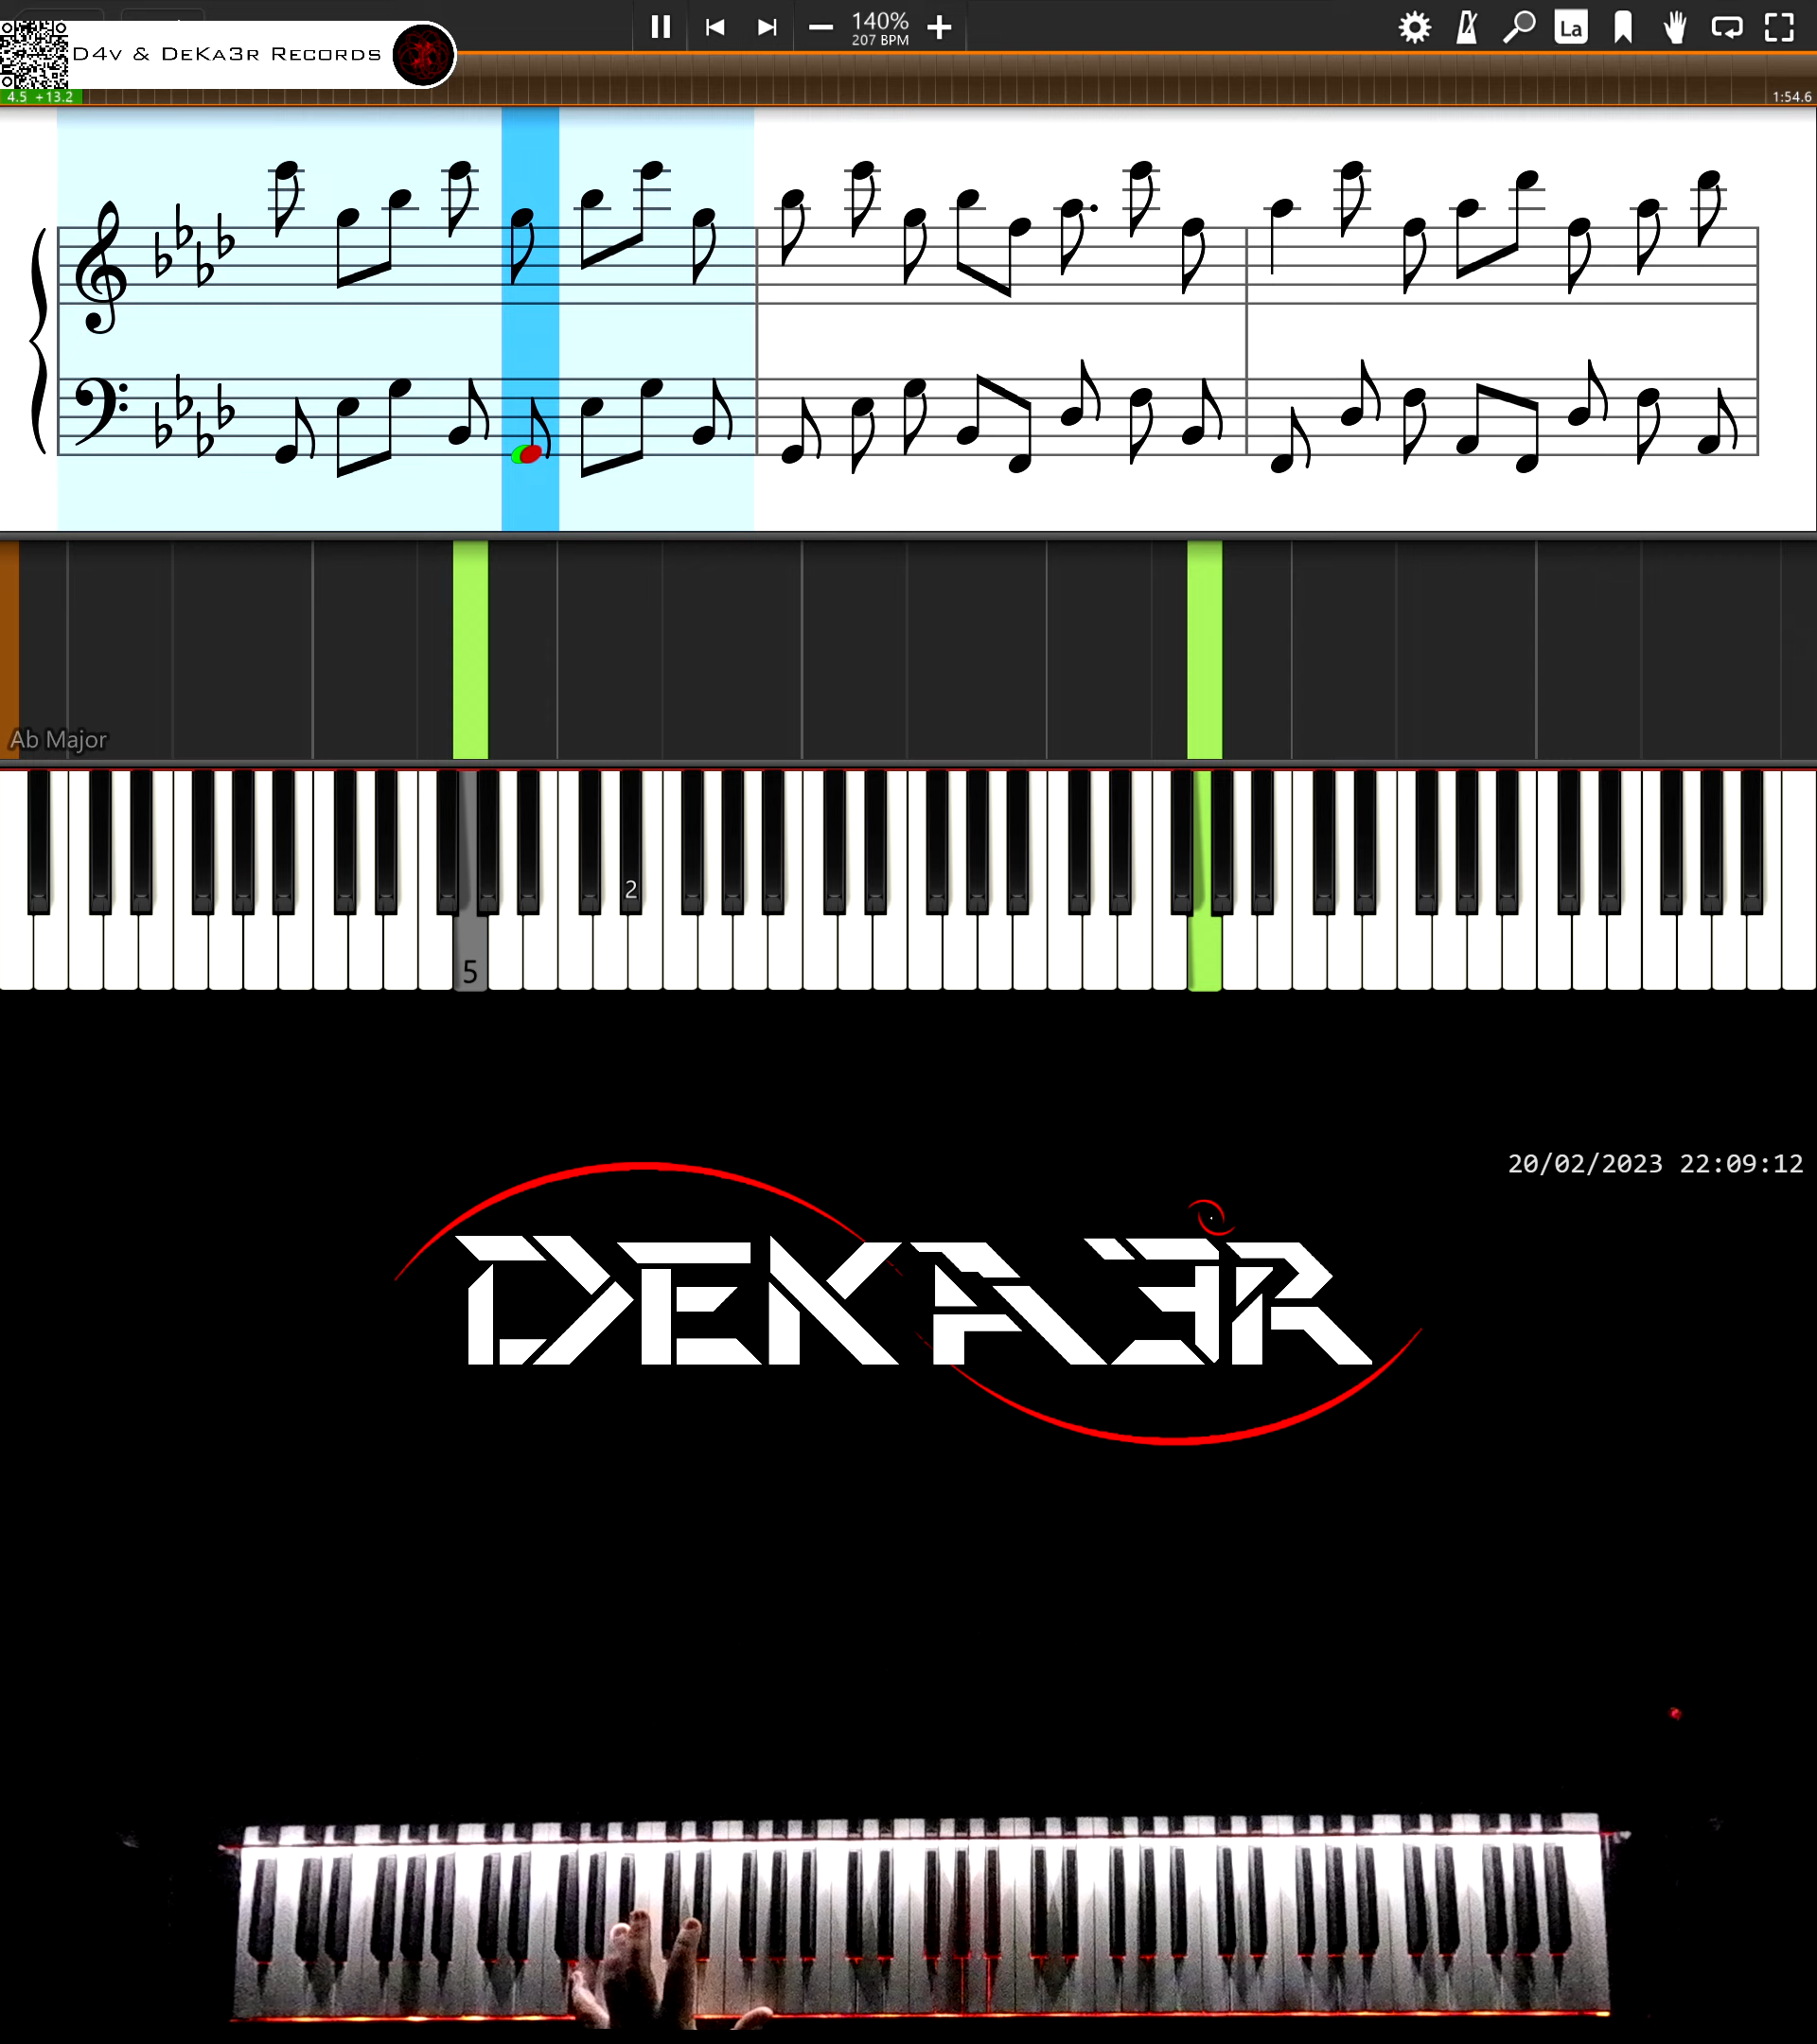 140%
207 BPM
La
D4v & DeKa3r Records
4.5 +13.2
1:54.6
Ab Major
2
5
20/02/2023 22:09:12
DEKA3R